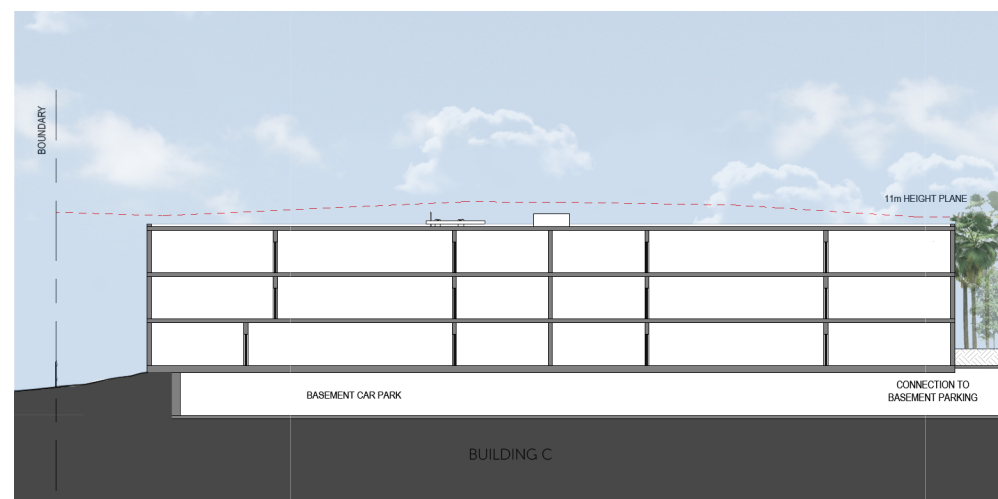 BOUNDARY
11m HEIGHT PLANE
BASEMENT CAR PARK
CONNECTION TO
BASEMENT PARKING
BUILDING C